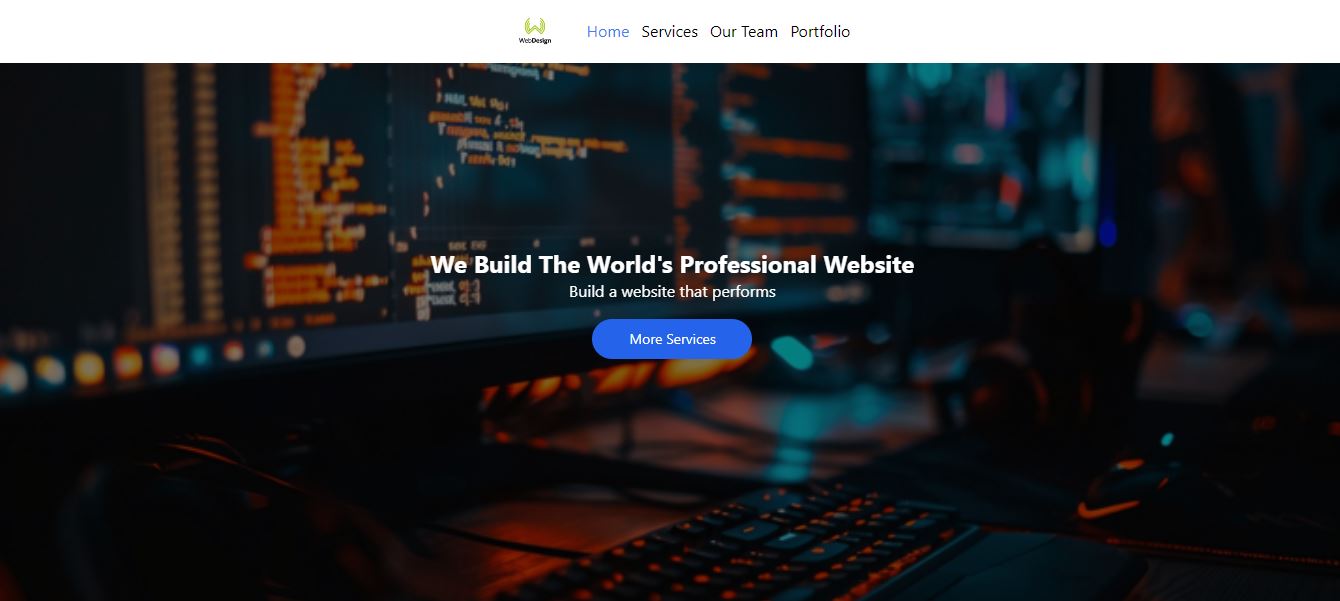 WebDesign
Home Services Our Team Portfolio
We Build The World's Professional Website
Build a website that performs
More Services